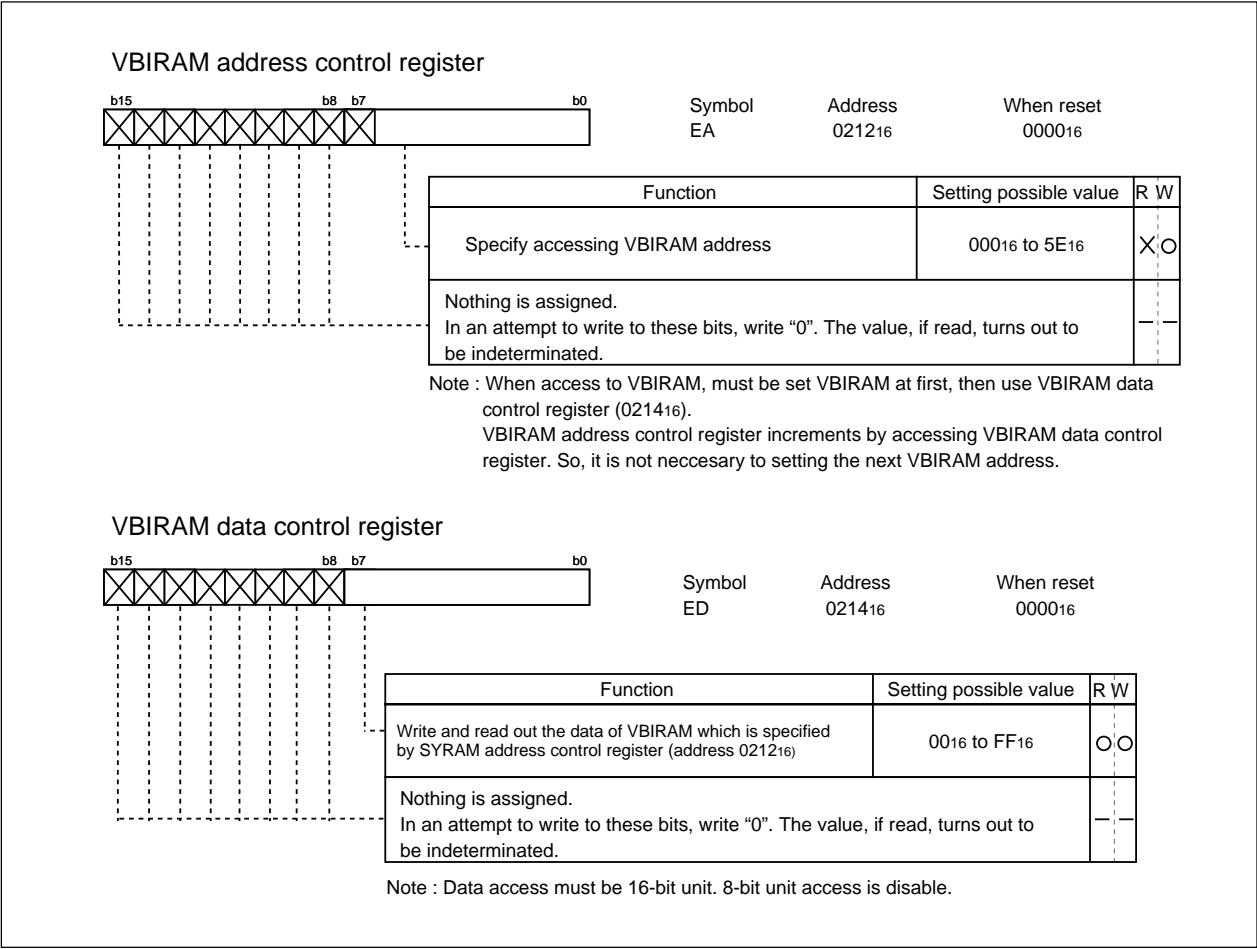 VBIRAM address control register
b15 b8 b7 b0
Symbol Address When reset
EA 021216 000016
Function Setting possible value R W
Specify accessing VBIRAM address 00016 to 5E16 X O
Nothing is assigned.
In an attempt to write to these bits, write “0”. The value, if read, turns out to
be indeterminated.
– –
Note : When access to VBIRAM, must be set VBIRAM at first, then use VBIRAM data
control register (021416).
VBIRAM address control register increments by accessing VBIRAM data control
register. So, it is not neccesary to setting the next VBIRAM address.
VBIRAM data control register
b15 b8 b7 b0
Symbol Address When reset
ED 021416 000016
Function Setting possible value R W
Write and read out the data of VBIRAM which is specified
by SYRAM address control register (address 021216)
0016 to FF16 O O
Nothing is assigned.
In an attempt to write to these bits, write “0”. The value, if read, turns out to
be indeterminated.
– –
Note : Data access must be 16-bit unit. 8-bit unit access is disable.